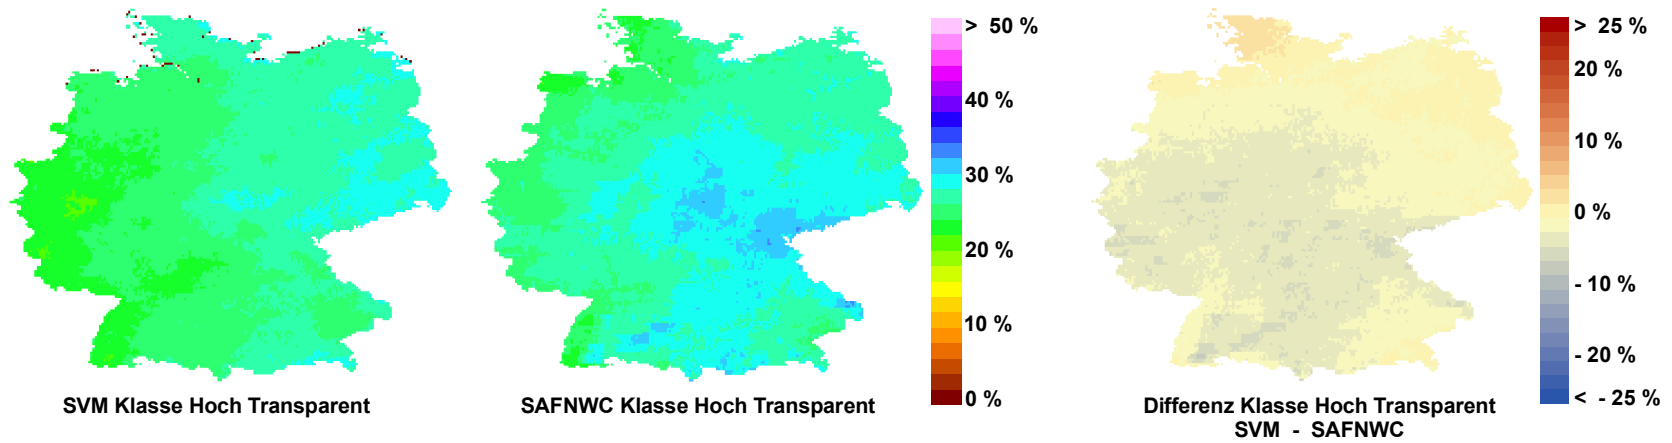 > 50 %
40 %
30 %
20 %
10 %
0 %
> 25 %
20 %
10 %
0 %
- 10 %
- 20 %
< - 25 %
SVM Klasse Hoch Transparent
SAFNWC Klasse Hoch Transparent
Differenz Klasse Hoch Transparent
SVM - SAFNWC